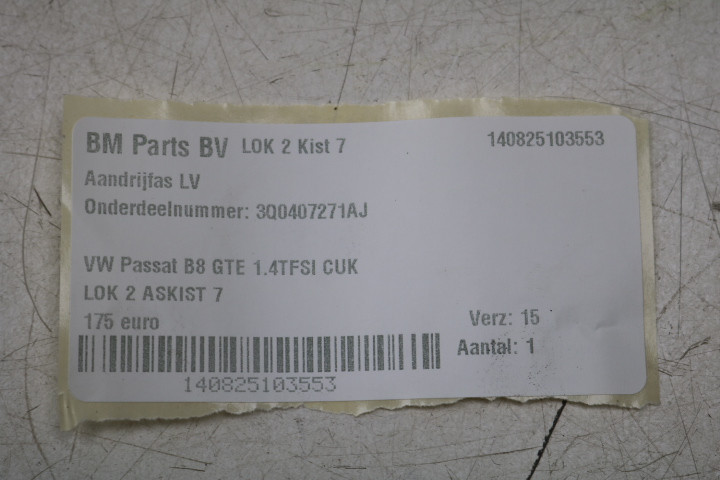 BM Parts BV LOK 2 Kist 7 140825103553
Aandrijfas LV
Onderdeelnummer: 3Q0407271AJ
VW Passat B8 GTE 1.4TFSI CUK
LOK 2 ASKIST 7
175 euro Verz: 15
Aantal: 1
140825103553